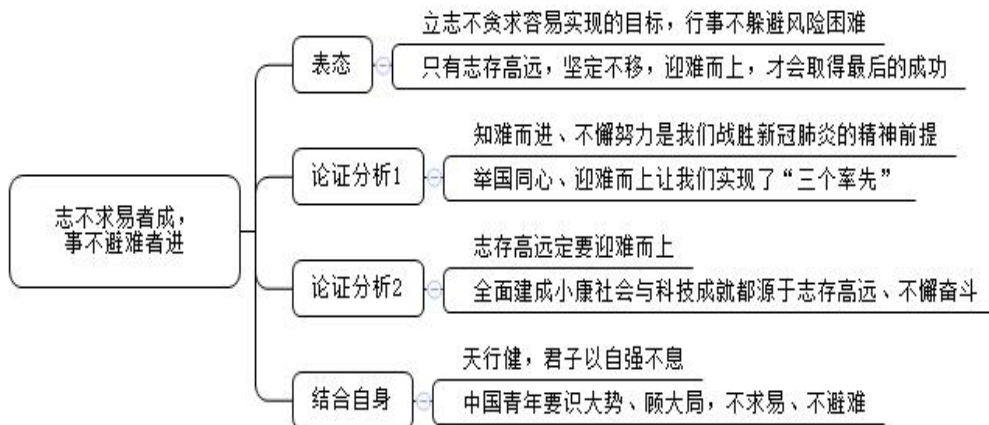 志不求易者成，
事不避难者进
表态
立志不贪求容易实现的目标，行事不躲避风险困难
只有志存高远，坚定不移，迎难而上，才会取得最后的成功
论证分析1
知难而进、不懈努力是我们战胜新冠肺炎的精神前提
举国同心、迎难而上让我们实现了“三个率先”
论证分析2
志存高远定要迎难而上
全面建成小康社会与科技成就都源于志存高远、不懈奋斗
结合自身
天行健，君子以自强不息
中国青年要识大势、顾大局，不求易、不避难